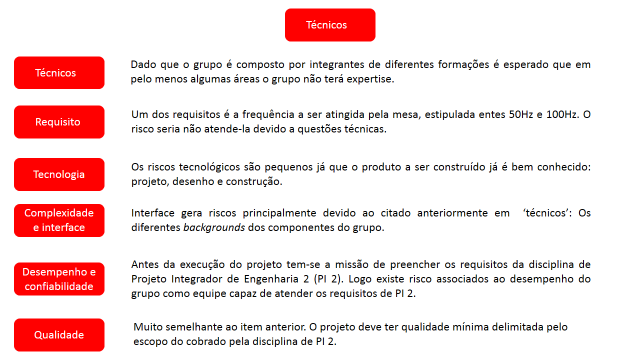 Técnicos
Técnicos
Dado que o grupo é composto por integrantes de diferentes formações é esperado que em
pelo menos algumas áreas o grupo não terá expertise.
Requisito
Um dos requisitos é a frequência a ser atingida pela mesa, estipulada entes 50Hz e 100Hz. O
risco seria não atende-la devido a questões técnicas.
Tecnologia
Os riscos tecnológicos são pequenos já que o produto a ser construído já é bem conhecido:
projeto, desenho e construção.
Complexidade
e interface
Interface gera riscos principalmente devido ao citado anteriormente em ‘técnicos’: Os
diferentes backgrounds dos componentes do grupo.
Desempenho e
confiabilidade
Antes da execução do projeto tem-se a missão de preencher os requisitos da disciplina de
Projeto Integrador de Engenharia 2 (PI 2). Logo existe risco associados ao desempenho do
grupo como equipe capaz de atender os requisitos de PI 2.
Qualidade
Muito semelhante ao item anterior. O projeto deve ter qualidade mínima delimitada pelo
escopo do cobrado pela disciplina de PI 2.